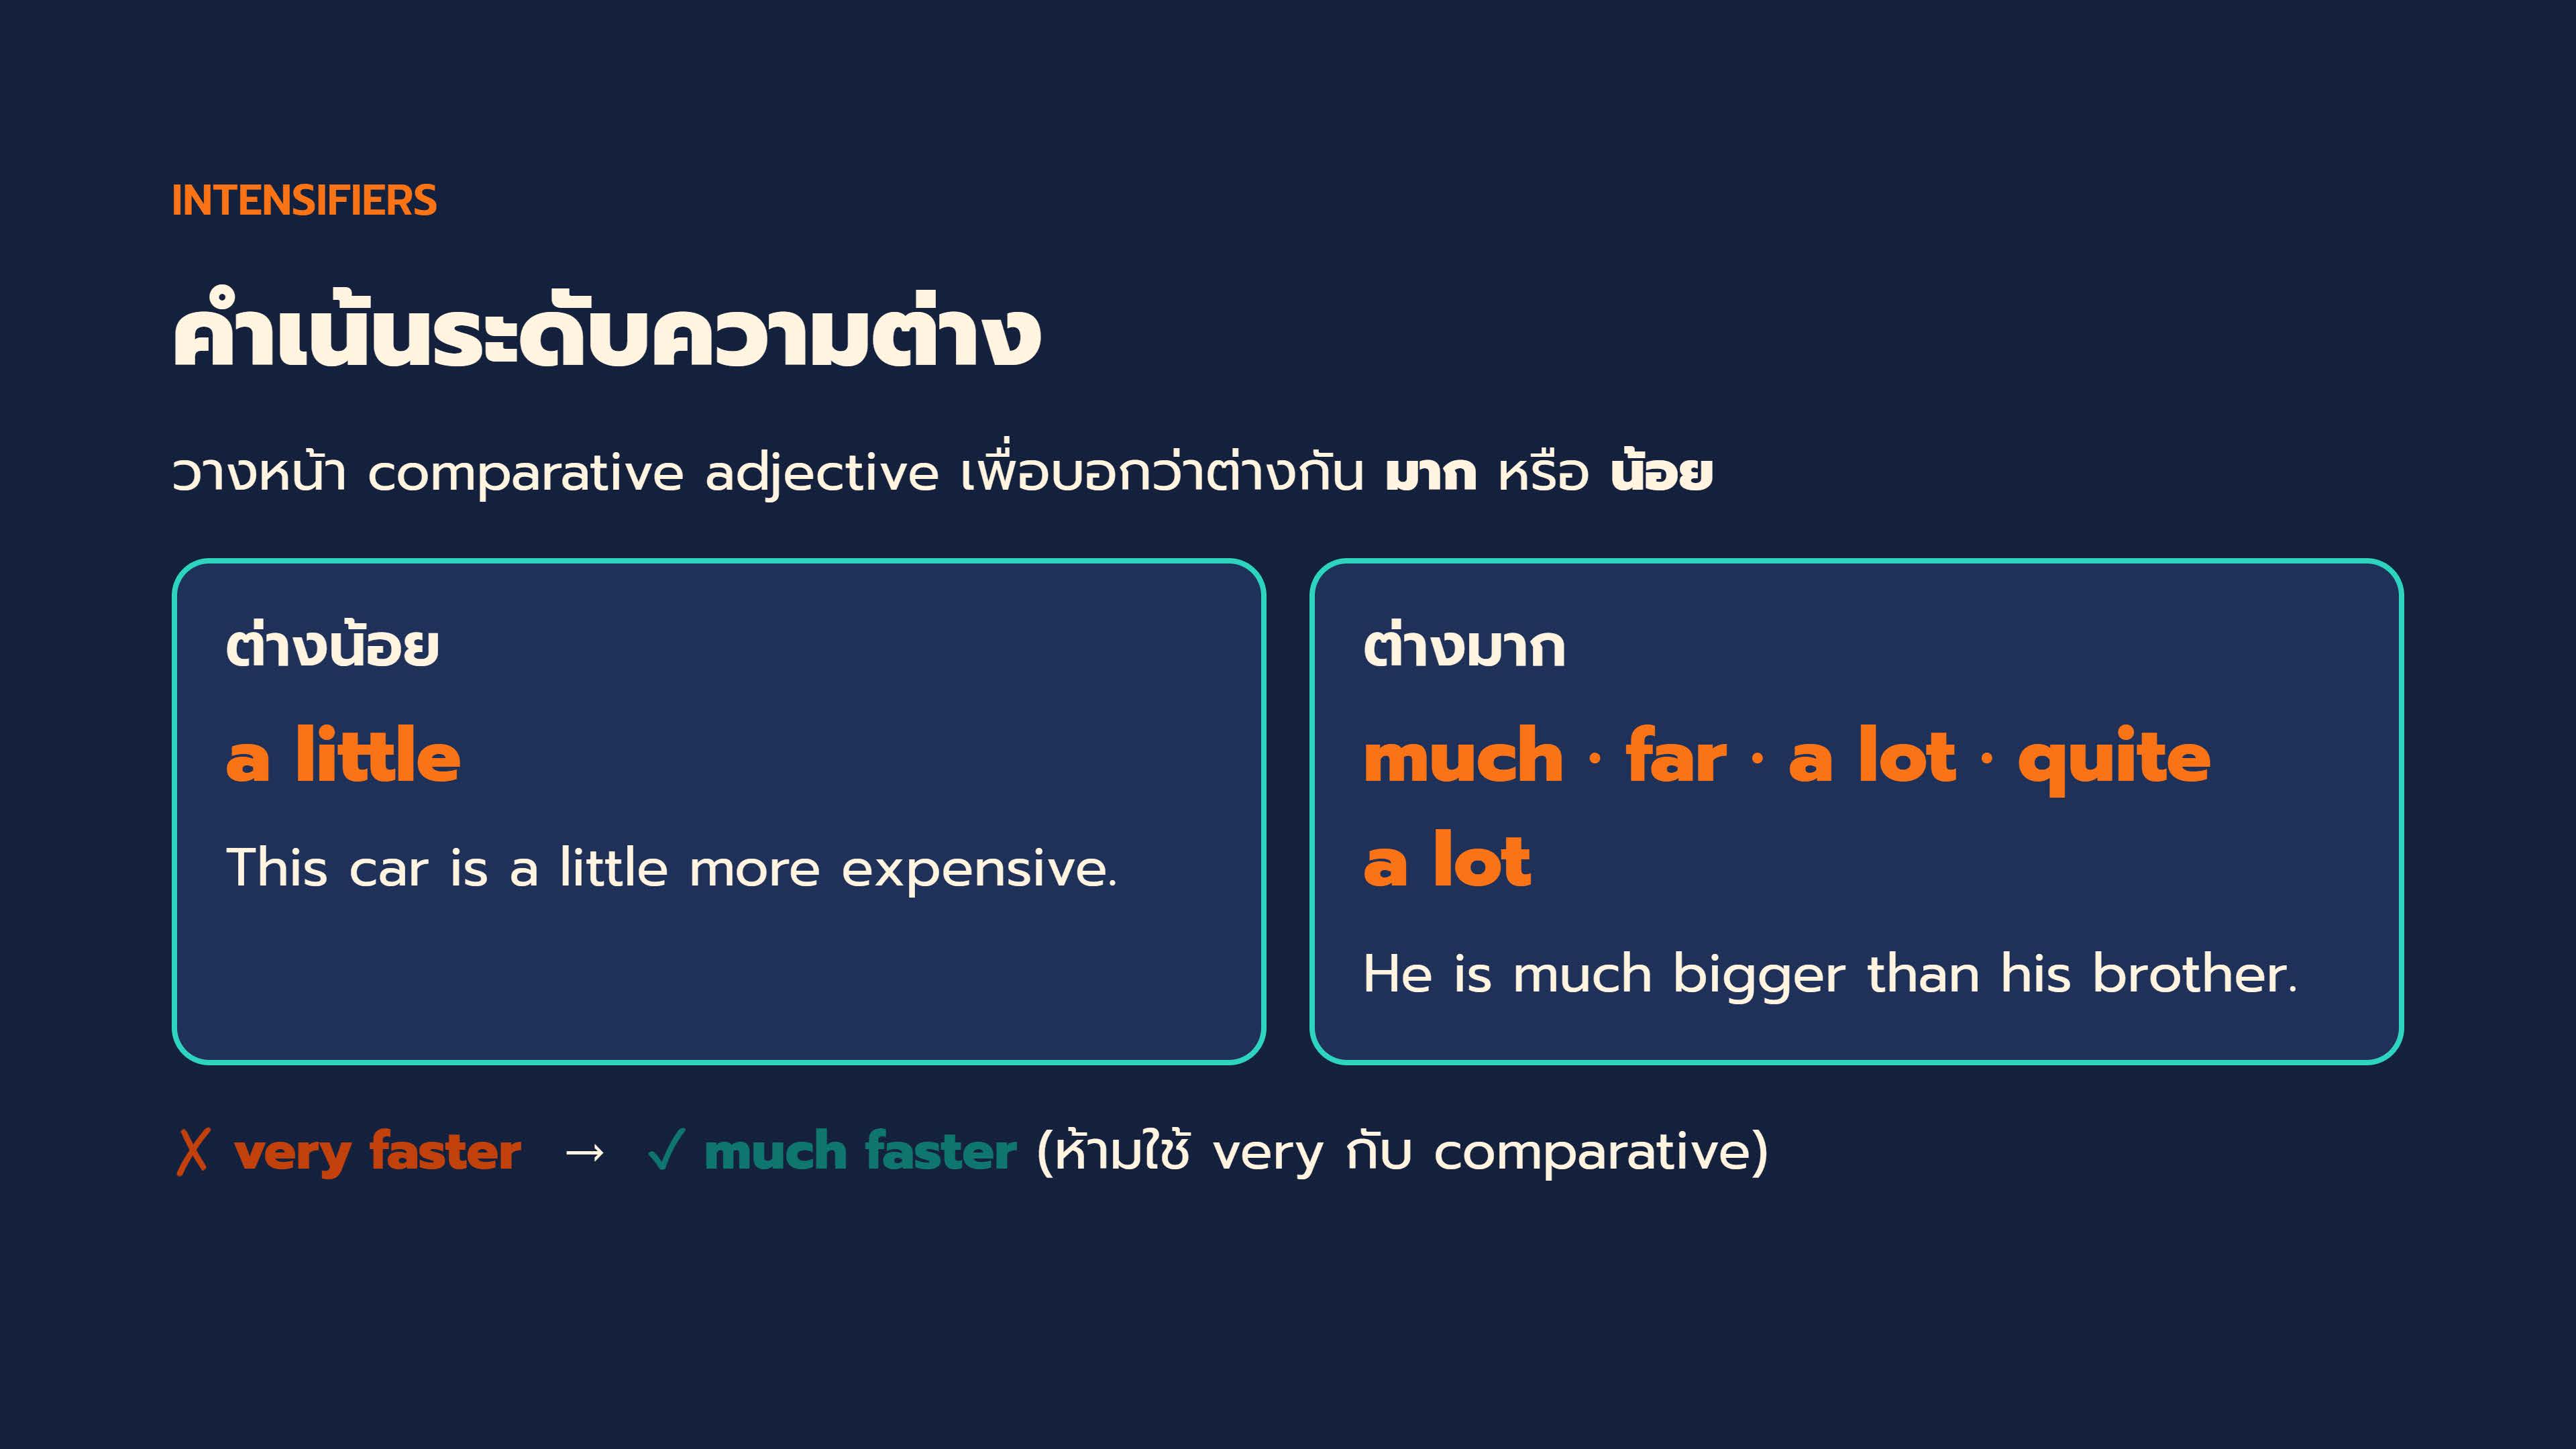 INTENSIFIERS
คำเน้นระดับความต่าง
วางหน้า comparative adjective เพื่อบอกว่าต่างกัน มาก หรือ น้อย
ต่างน้อย
a little
This car is a little more expensive.
ต่างมาก
much · far · a lot · quite
a lot
He is much bigger than his brother.
✗ very faster → ✓ much faster (ห้ามใช้ very กับ comparative)